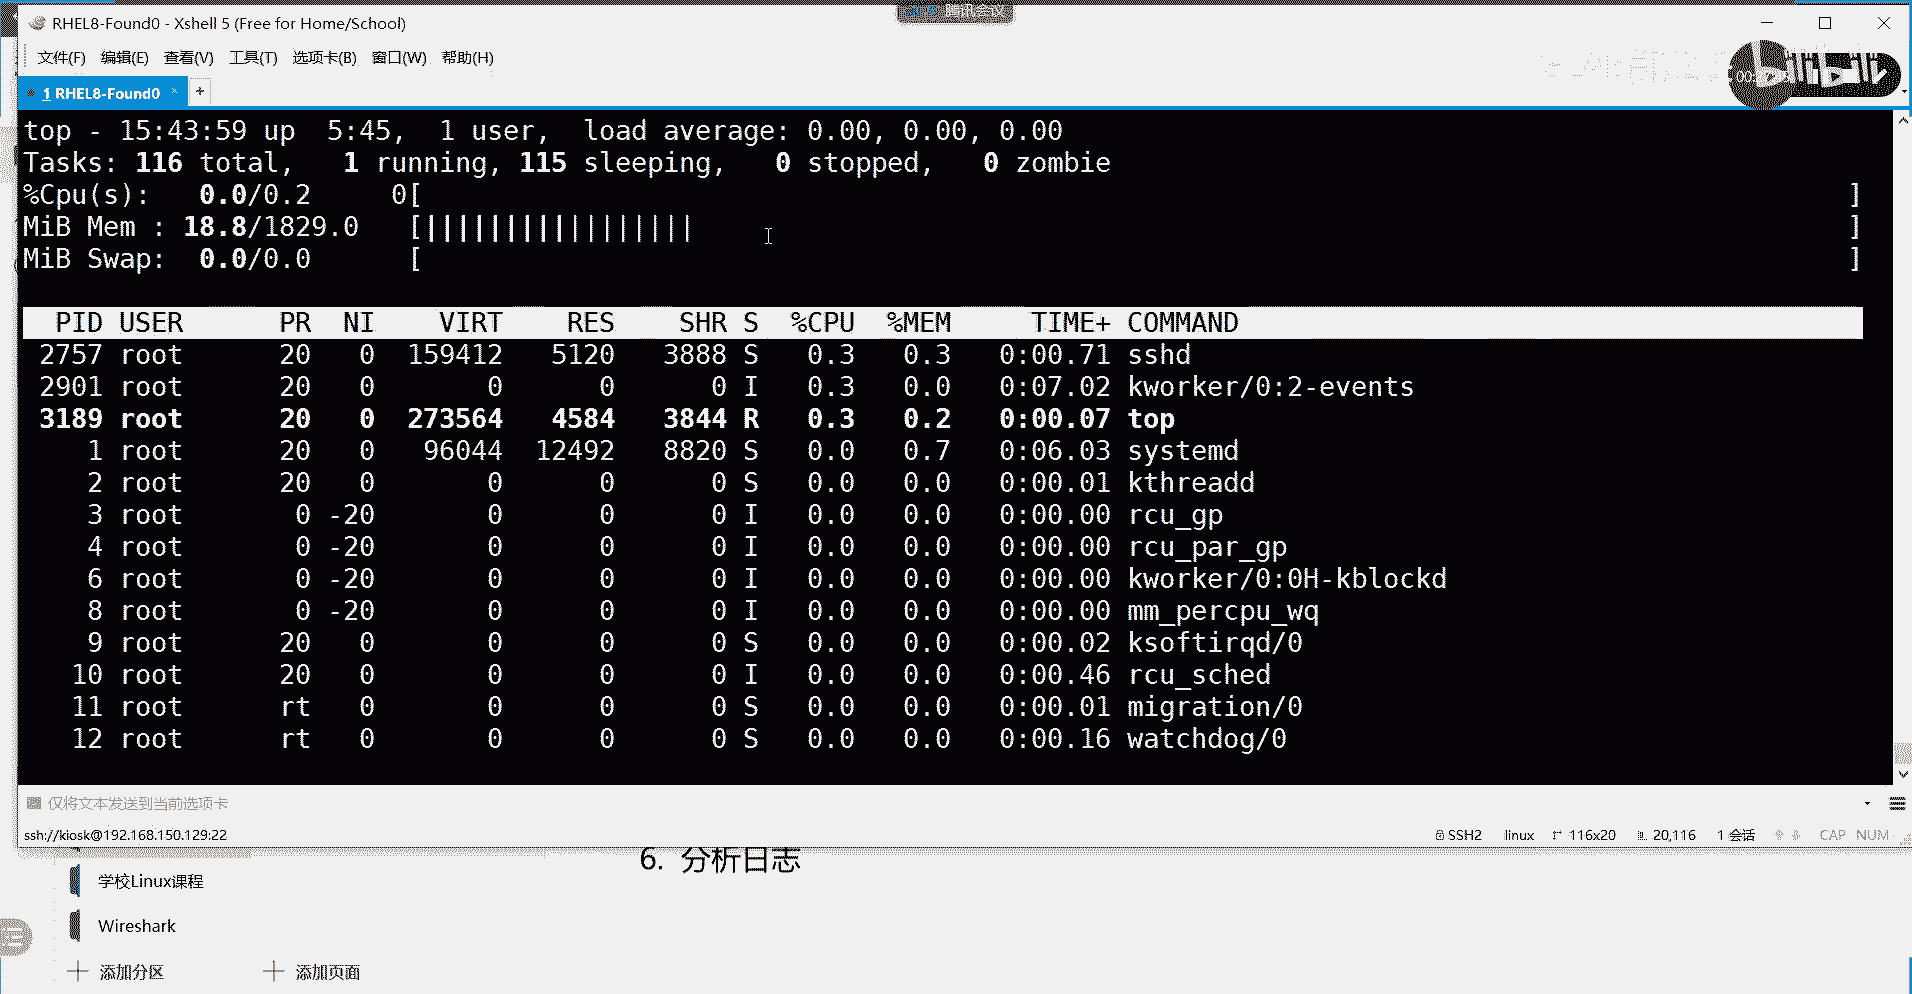 RHEL8-Found0 - Xshell 5 (Free for Home/School)
腾讯会议
文件(F) 编辑(E) 查看(V) 工具(T) 选项卡(B) 窗口(W) 帮助(H)
bilibili
1 RHEL8-Found0 × +
top - 15:43:59 up  5:45,  1 user,  load average: 0.00, 0.00, 0.00
Tasks: 116 total,   1 running, 115 sleeping,   0 stopped,   0 zombie
%Cpu(s):   0.0/0.2     0[                                                                                          ]
MiB Mem : 18.8/1829.0   [|||||||||||||||||                                                                         ]
MiB Swap:  0.0/0.0      [                                                                                          ]
PID USER      PR  NI    VIRT    RES    SHR S  %CPU  %MEM     TIME+ COMMAND
2757 root      20   0  159412   5120   3888 S   0.3   0.3   0:00.71 sshd
2901 root      20   0       0      0      0 I   0.3   0.0   0:07.02 kworker/0:2-events
3189 root      20   0  273564   4584   3844 R   0.3   0.2   0:00.07 top
1 root      20   0   96044  12492   8820 S   0.0   0.7   0:06.03 systemd
2 root      20   0       0      0      0 S   0.0   0.0   0:00.01 kthreadd
3 root       0 -20       0      0      0 I   0.0   0.0   0:00.00 rcu_gp
4 root       0 -20       0      0      0 I   0.0   0.0   0:00.00 rcu_par_gp
6 root       0 -20       0      0      0 I   0.0   0.0   0:00.00 kworker/0:0H-kblockd
8 root       0 -20       0      0      0 I   0.0   0.0   0:00.00 mm_percpu_wq
9 root      20   0       0      0      0 S   0.0   0.0   0:00.02 ksoftirqd/0
10 root      20   0       0      0      0 I   0.0   0.0   0:00.46 rcu_sched
11 root      rt   0       0      0      0 S   0.0   0.0   0:00.01 migration/0
12 root      rt   0       0      0      0 S   0.0   0.0   0:00.16 watchdog/0
仅将文本发送到当前选项卡
ssh://kiosk@192.168.150.129:22 SSH2 linux 116x20 20,116 1 会话 CAP NUM
6. 分析日志
学校Linux课程
Wireshark
添加分区 添加页面